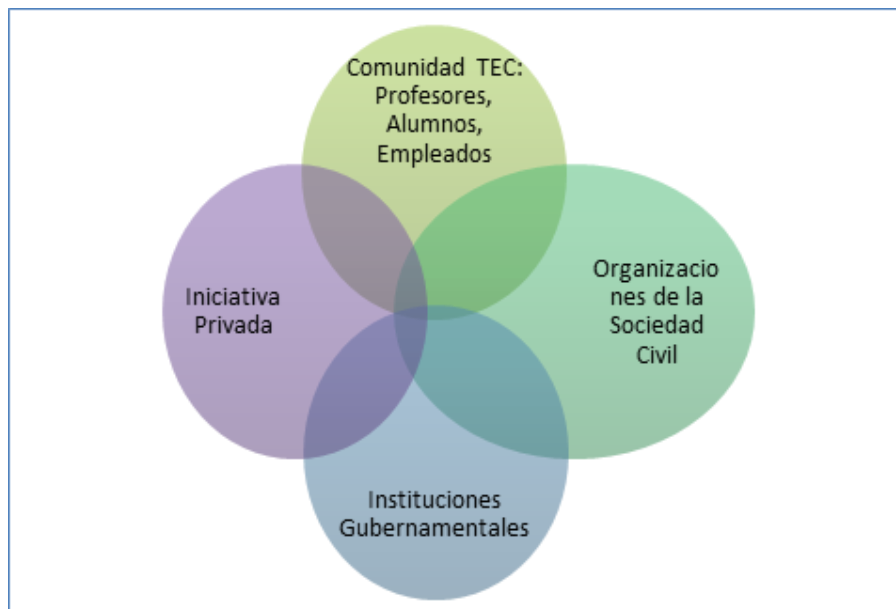 Comunidad TEC:
Profesores,
Alumnos,
Empleados
Iniciativa
Privada
Organizacio
nes de la
Sociedad
Civil
Instituciones
Gubernamentales